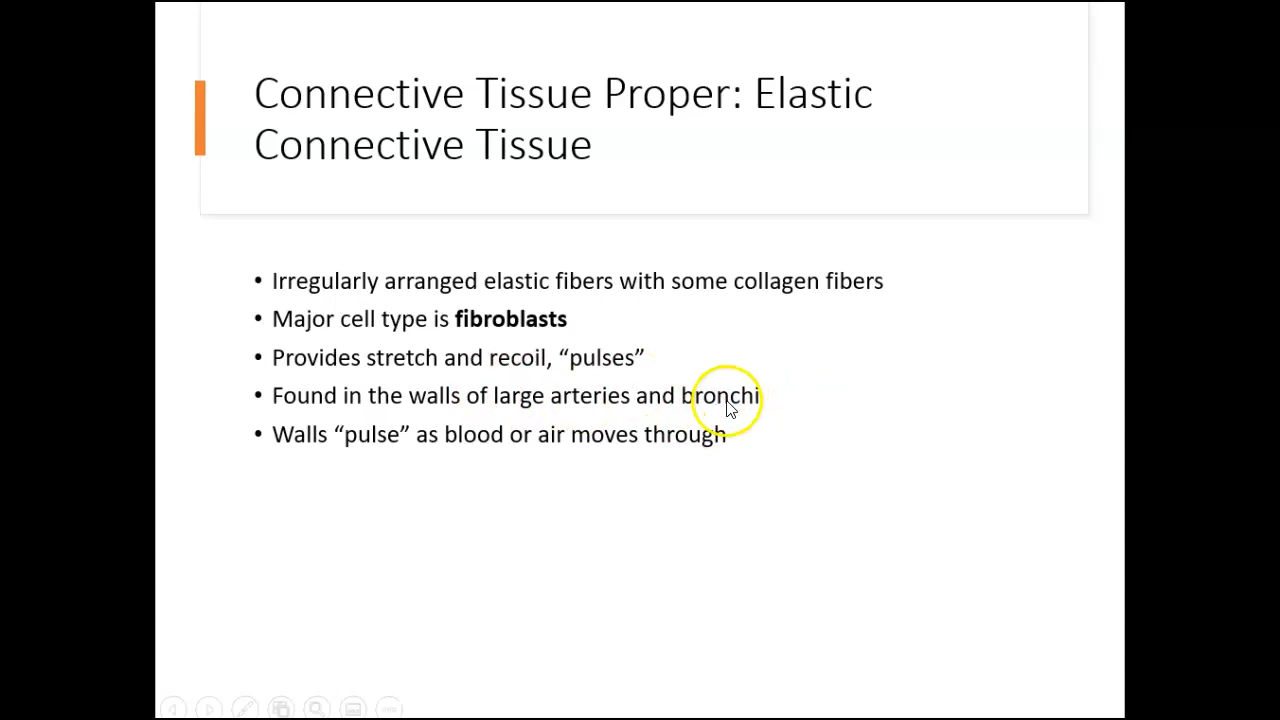 Connective Tissue Proper: Elastic
Connective Tissue
• Irregularly arranged elastic fibers with some collagen fibers
• Major cell type is fibroblasts
• Provides stretch and recoil, “pulses”
• Found in the walls of large arteries and bronchi
• Walls “pulse” as blood or air moves through